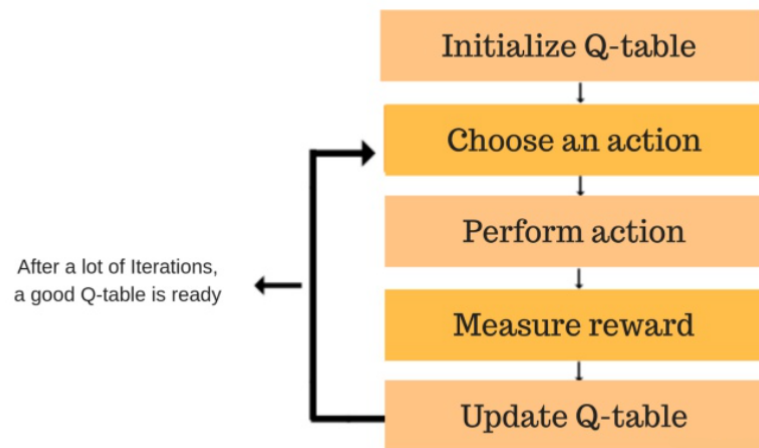 Initialize Q-table
Choose an action
Perform action
Measure reward
Update Q-table
After a lot of Iterations,
a good Q-table is ready